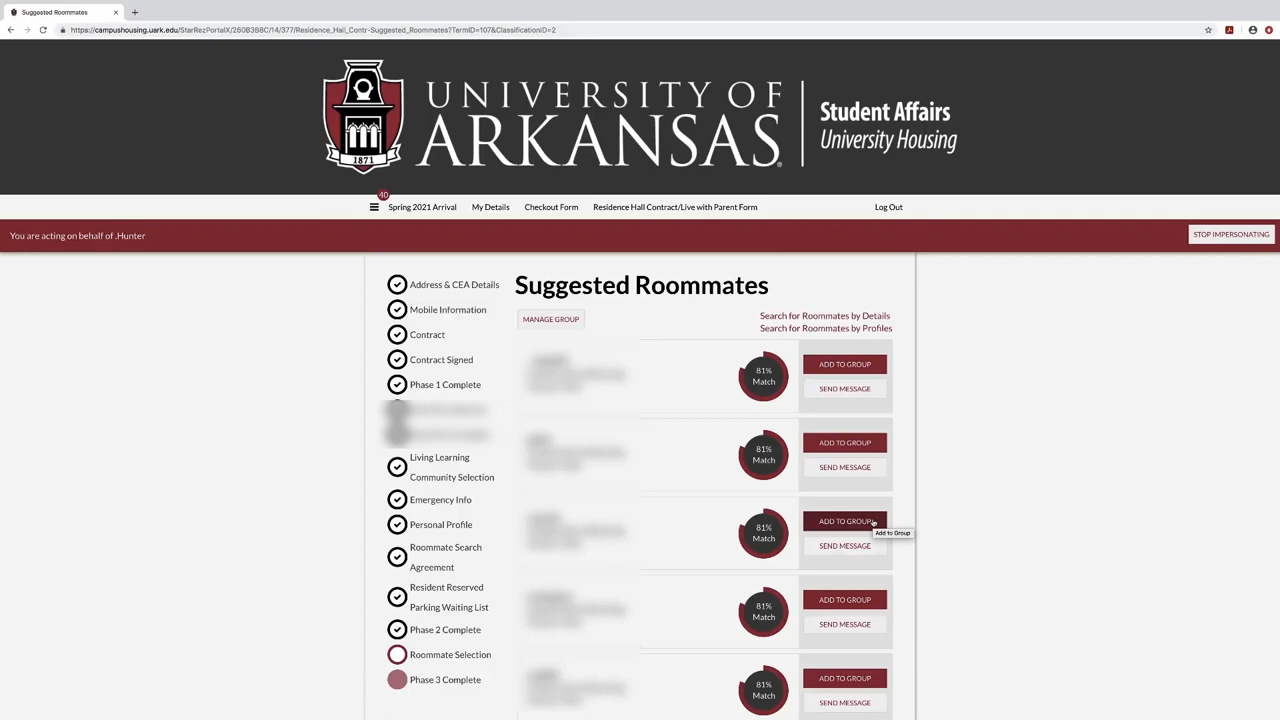 Suggested Roommates
https://campushousing.uark.edu/StarRezPortalX/260B3B8C/14/377/Residence_Hall_Contr-Suggested_Roommates?TermID=107&ClassificationID=2
UNIVERSITY OF
ARKANSAS
1871
Student Affairs
University Housing
40
Spring 2021 Arrival
My Details
Checkout Form
Residence Hall Contract/Live with Parent Form
Log Out
You are acting on behalf of .Hunter
STOP IMPERSONATING
Address & CEA Details
Mobile Information
Contract
Contract Signed
Phase 1 Complete
Living Learning
Community Selection
Emergency Info
Personal Profile
Roommate Search
Agreement
Resident Reserved
Parking Waiting List
Phase 2 Complete
Roommate Selection
Phase 3 Complete
Suggested Roommates
MANAGE GROUP
Search for Roommates by Details
Search for Roommates by Profiles
81%
Match
ADD TO GROUP
SEND MESSAGE
81%
Match
ADD TO GROUP
SEND MESSAGE
81%
Match
ADD TO GROUP
Add to Group
SEND MESSAGE
81%
Match
ADD TO GROUP
SEND MESSAGE
81%
Match
ADD TO GROUP
SEND MESSAGE